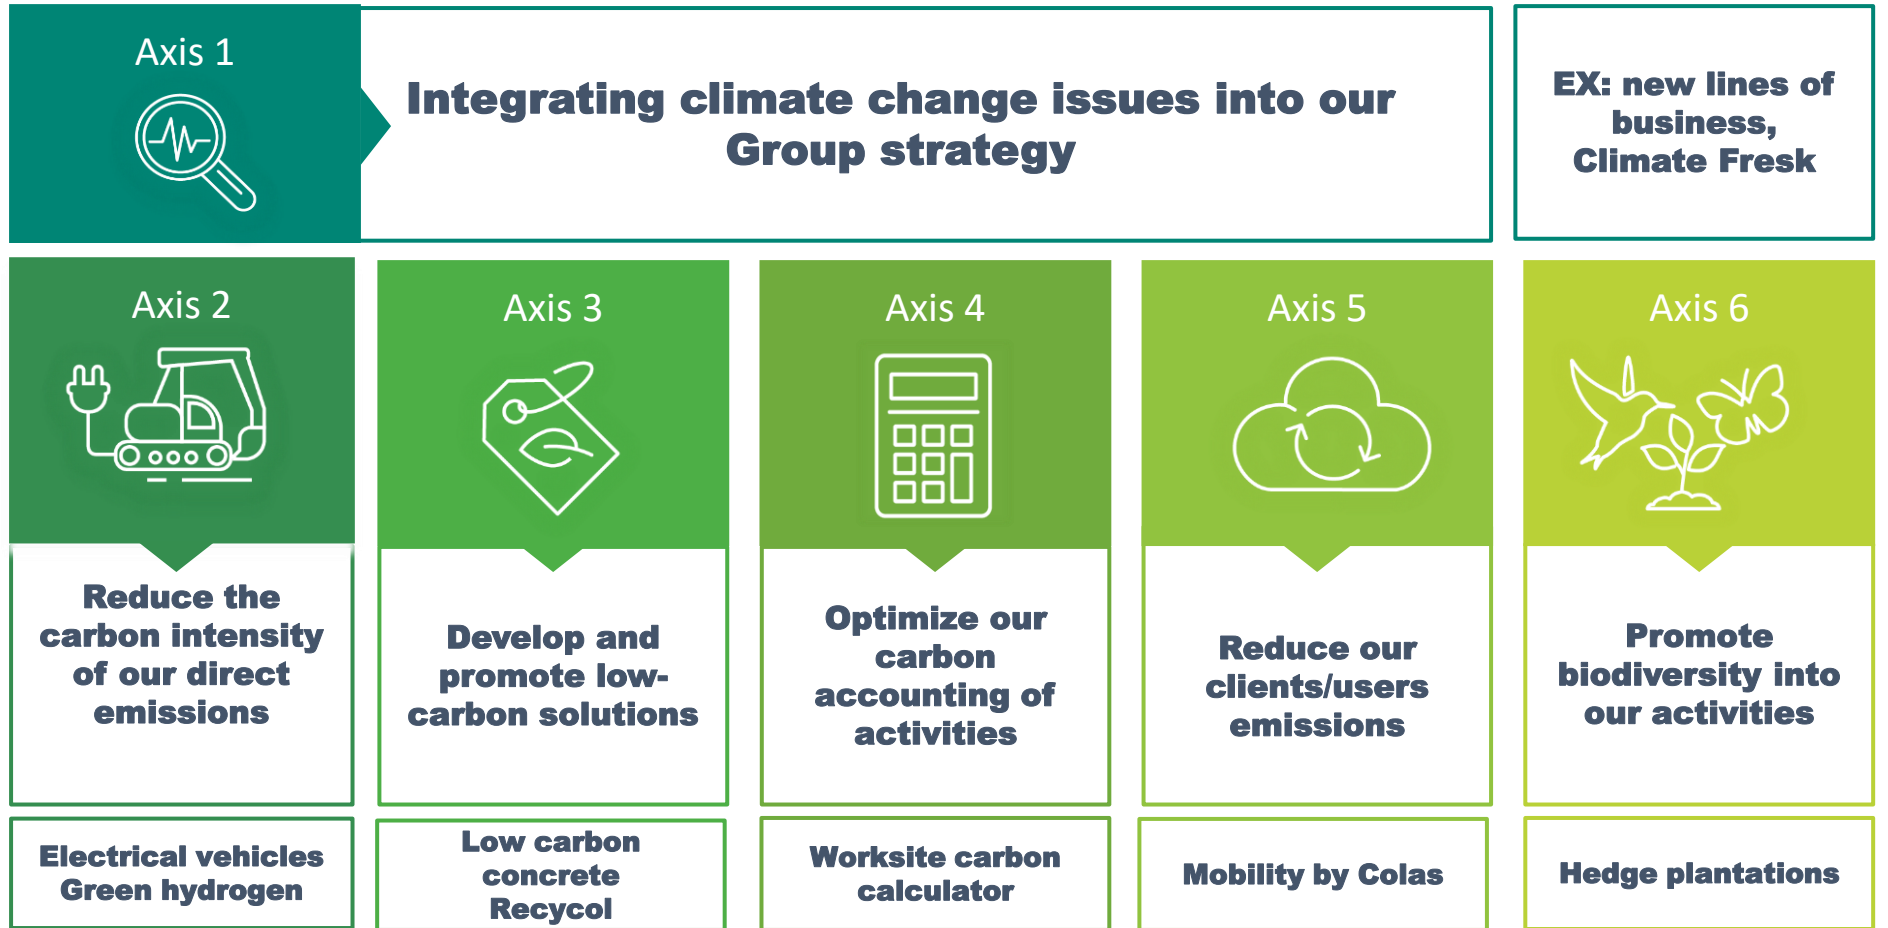 Axis 1
Integrating climate change issues into our
Group strategy
EX: new lines of
business,
Climate Fresk
Axis 2
Reduce the
carbon intensity
of our direct
emissions
Electrical vehicles
Green hydrogen
Axis 3
Develop and
promote low-
carbon solutions
Low carbon
concrete
Recycol
Axis 4
Optimize our
carbon
accounting of
activities
Worksite carbon
calculator
Axis 5
Reduce our
clients/users
emissions
Mobility by Colas
Axis 6
Promote
biodiversity into
our activities
Hedge plantations